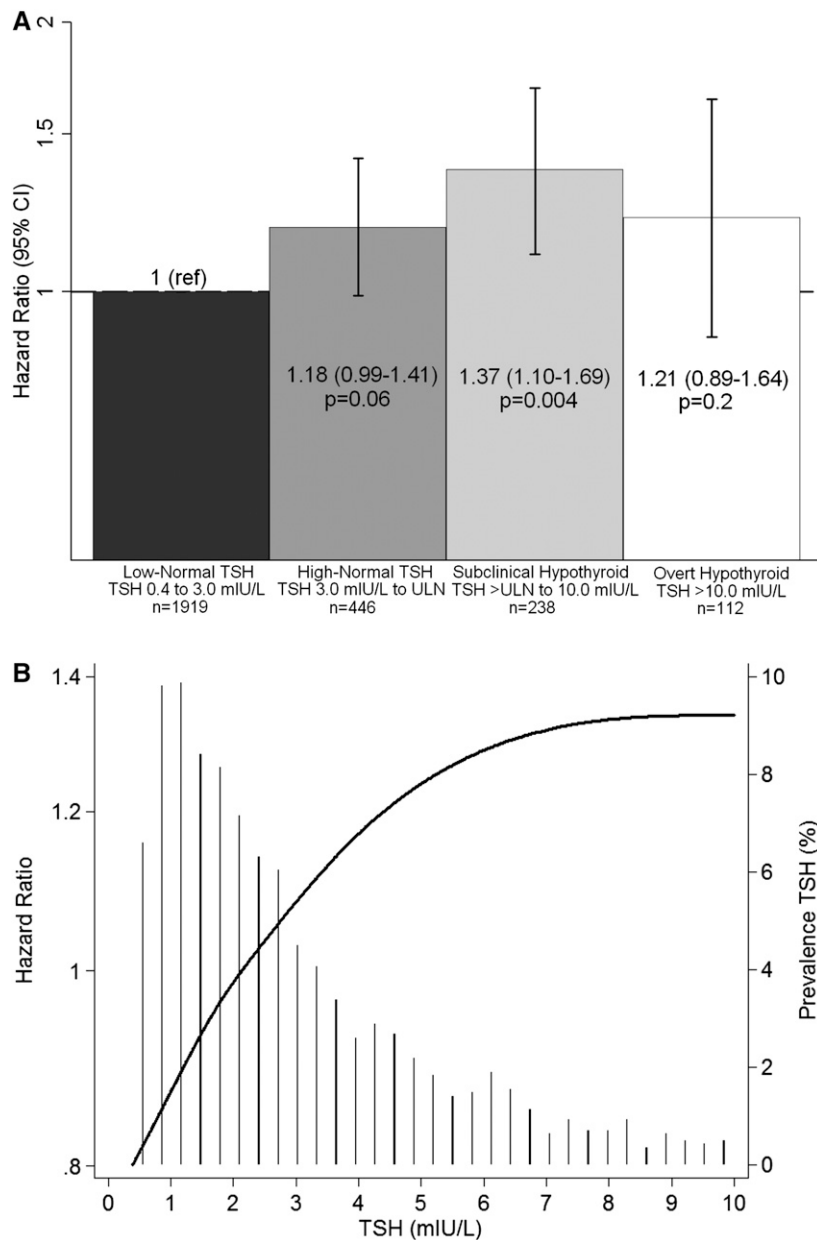 A
2
1.5
1
Hazard Ratio (95% CI)
1 (ref)
1.18 (0.99-1.41)
p=0.06
1.37 (1.10-1.69)
p=0.004
1.21 (0.89-1.64)
p=0.2
Low-Normal TSH
TSH 0.4 to 3.0 mIU/L
n=1919
High-Normal TSH
TSH 3.0 mIU/L to ULN
n=446
Subclinical Hypothyroid
TSH >ULN to 10.0 mIU/L
n=238
Overt Hypothyroid
TSH >10.0 mIU/L
n=112
B
1.4
1.2
1
.8
Hazard Ratio
10
8
6
4
2
0
Prevalence TSH (%)
0 1 2 3 4 5 6 7 8 9 10
TSH (mIU/L)